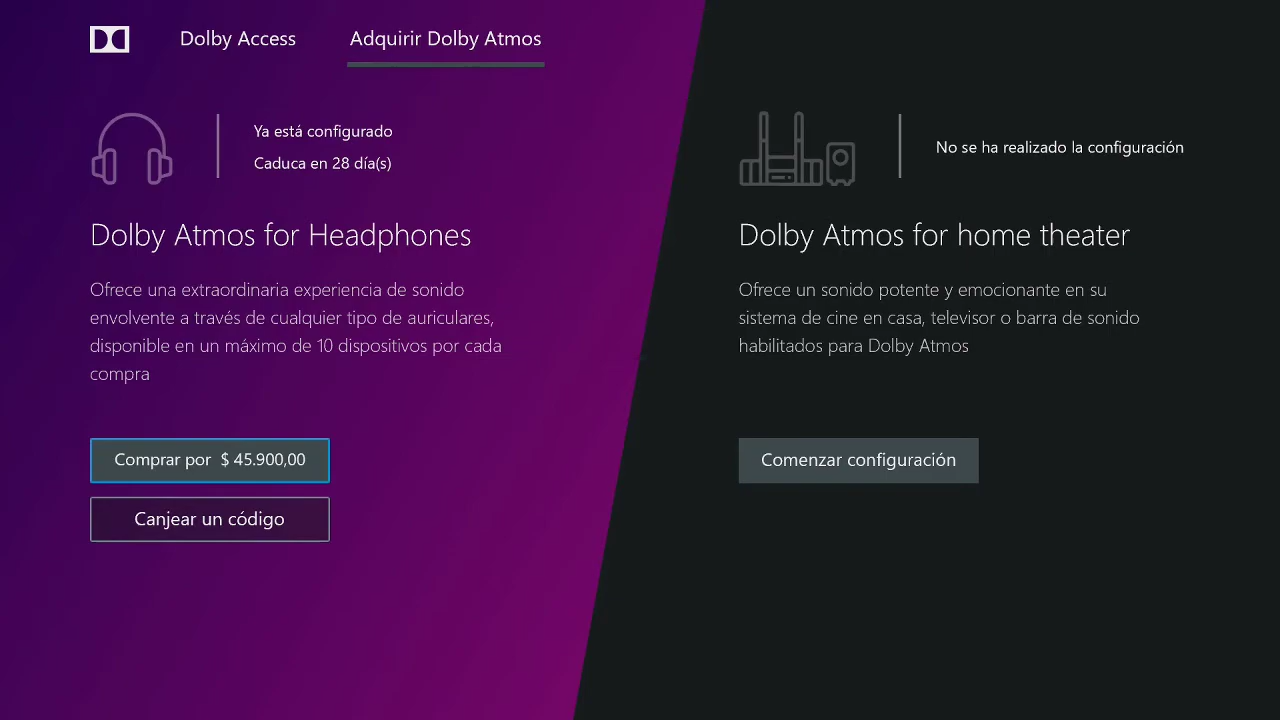 Dolby Access
Adquirir Dolby Atmos
Ya está configurado
Caduca en 28 día(s)
Dolby Atmos for Headphones
Ofrece una extraordinaria experiencia de sonido
envolvente a través de cualquier tipo de auriculares,
disponible en un máximo de 10 dispositivos por cada
compra
Comprar por $ 45.900,00
Canjear un código
No se ha realizado la configuración
Dolby Atmos for home theater
Ofrece un sonido potente y emocionante en su
sistema de cine en casa, televisor o barra de sonido
habilitados para Dolby Atmos
Comenzar configuración